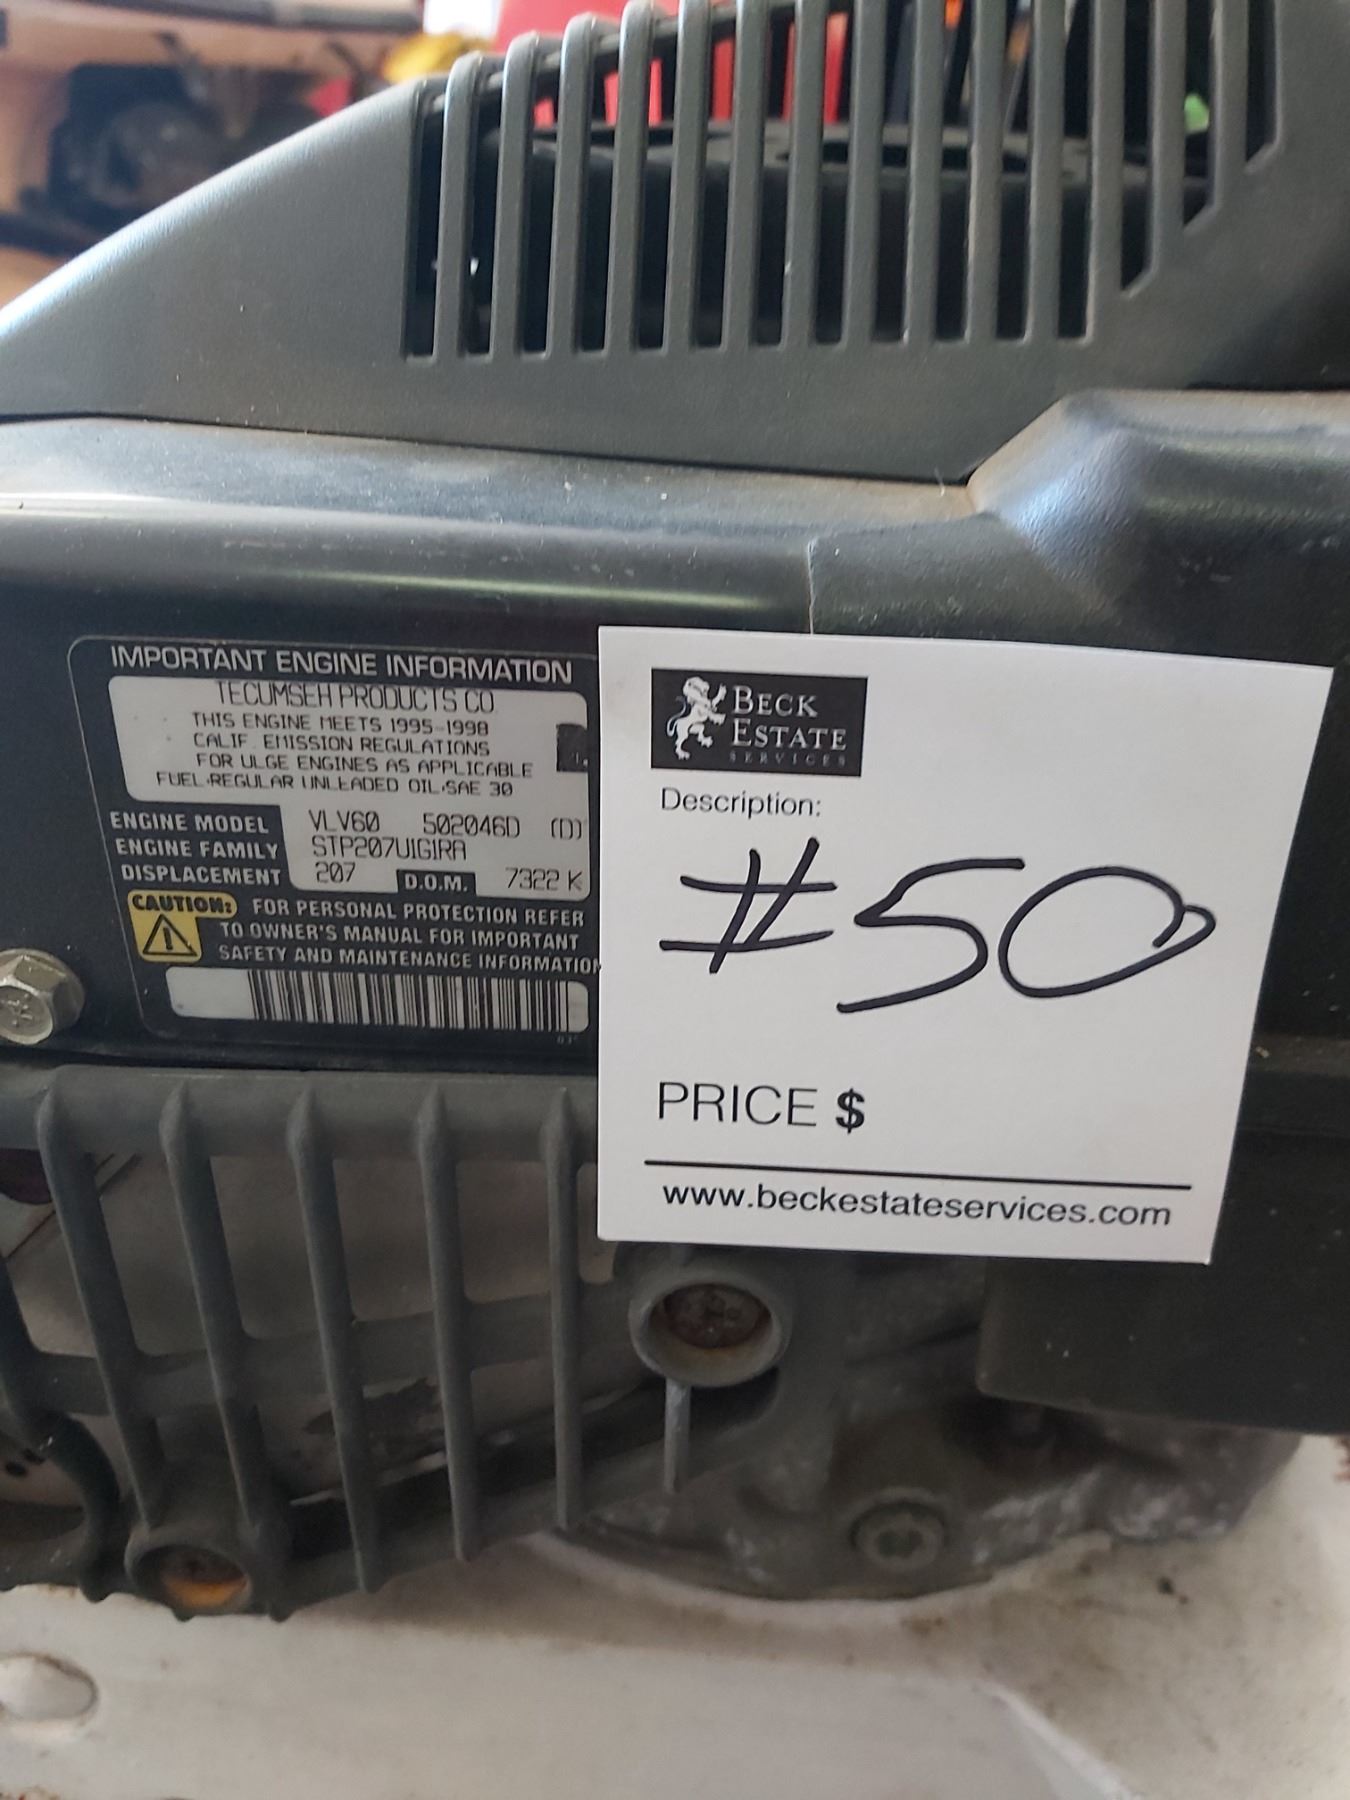 IMPORTANT ENGINE INFORMATION
TECUMSEH PRODUCTS CO.
THIS ENGINE MEETS 1995-1998
CALIF. EMISSION REGULATIONS
FOR ULGE ENGINES AS APPLICABLE
FUEL:REGULAR UNLEADED OIL:SAE 30
ENGINE MODEL VLV60 502046D (D)
ENGINE FAMILY STP207U1G1RA
DISPLACEMENT 207 D.O.M. 7322 K
CAUTION: FOR PERSONAL PROTECTION REFER
TO OWNER'S MANUAL FOR IMPORTANT
SAFETY AND MAINTENANCE INFORMATION
BECK
ESTATE
SERVICES
Description:
#50
PRICE $
www.beckestateservices.com